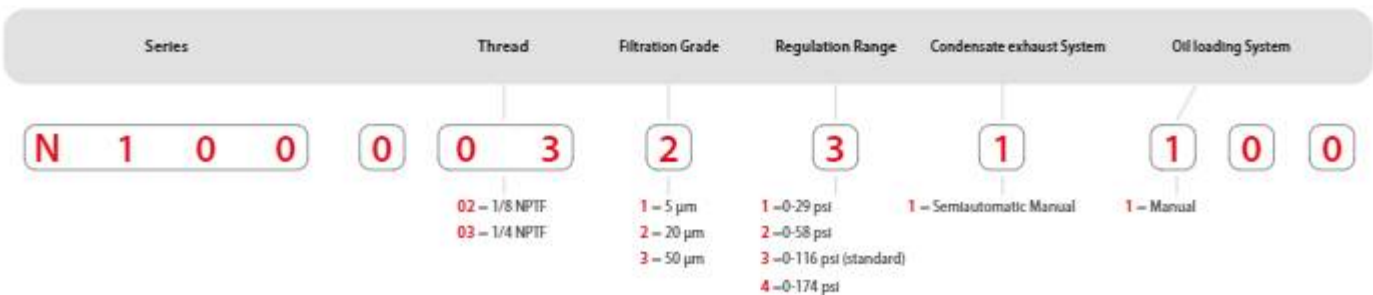 Series Thread Filtration Grade Regulation Range Condensate exhaust System Oil loading System
N 1 0 0 0 0 3 2 3 1 1 0 0
02 = 1/8 NPTF 1 = 5 µm 1 =0-29 psi 1 = Semiautomatic Manual 1 = Manual
03 = 1/4 NPTF 2 = 20 µm 2 =0-58 psi
3 = 50 µm 3 =0-116 psi (standard)
4 =0-174 psi